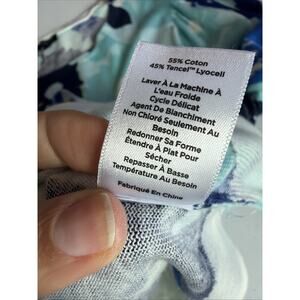 55% Coton
45% Tencel™ Lyocell
Laver À La Machine À
L'eau Froide
Cycle Délicat
Agent De Blanchiment
Non Chloré Seulement Au
Besoin
Redonner Sa Forme
Étendre À Plat Pour
Sécher
Repasser À Basse
Température Au Besoin
Fabriqué En Chine